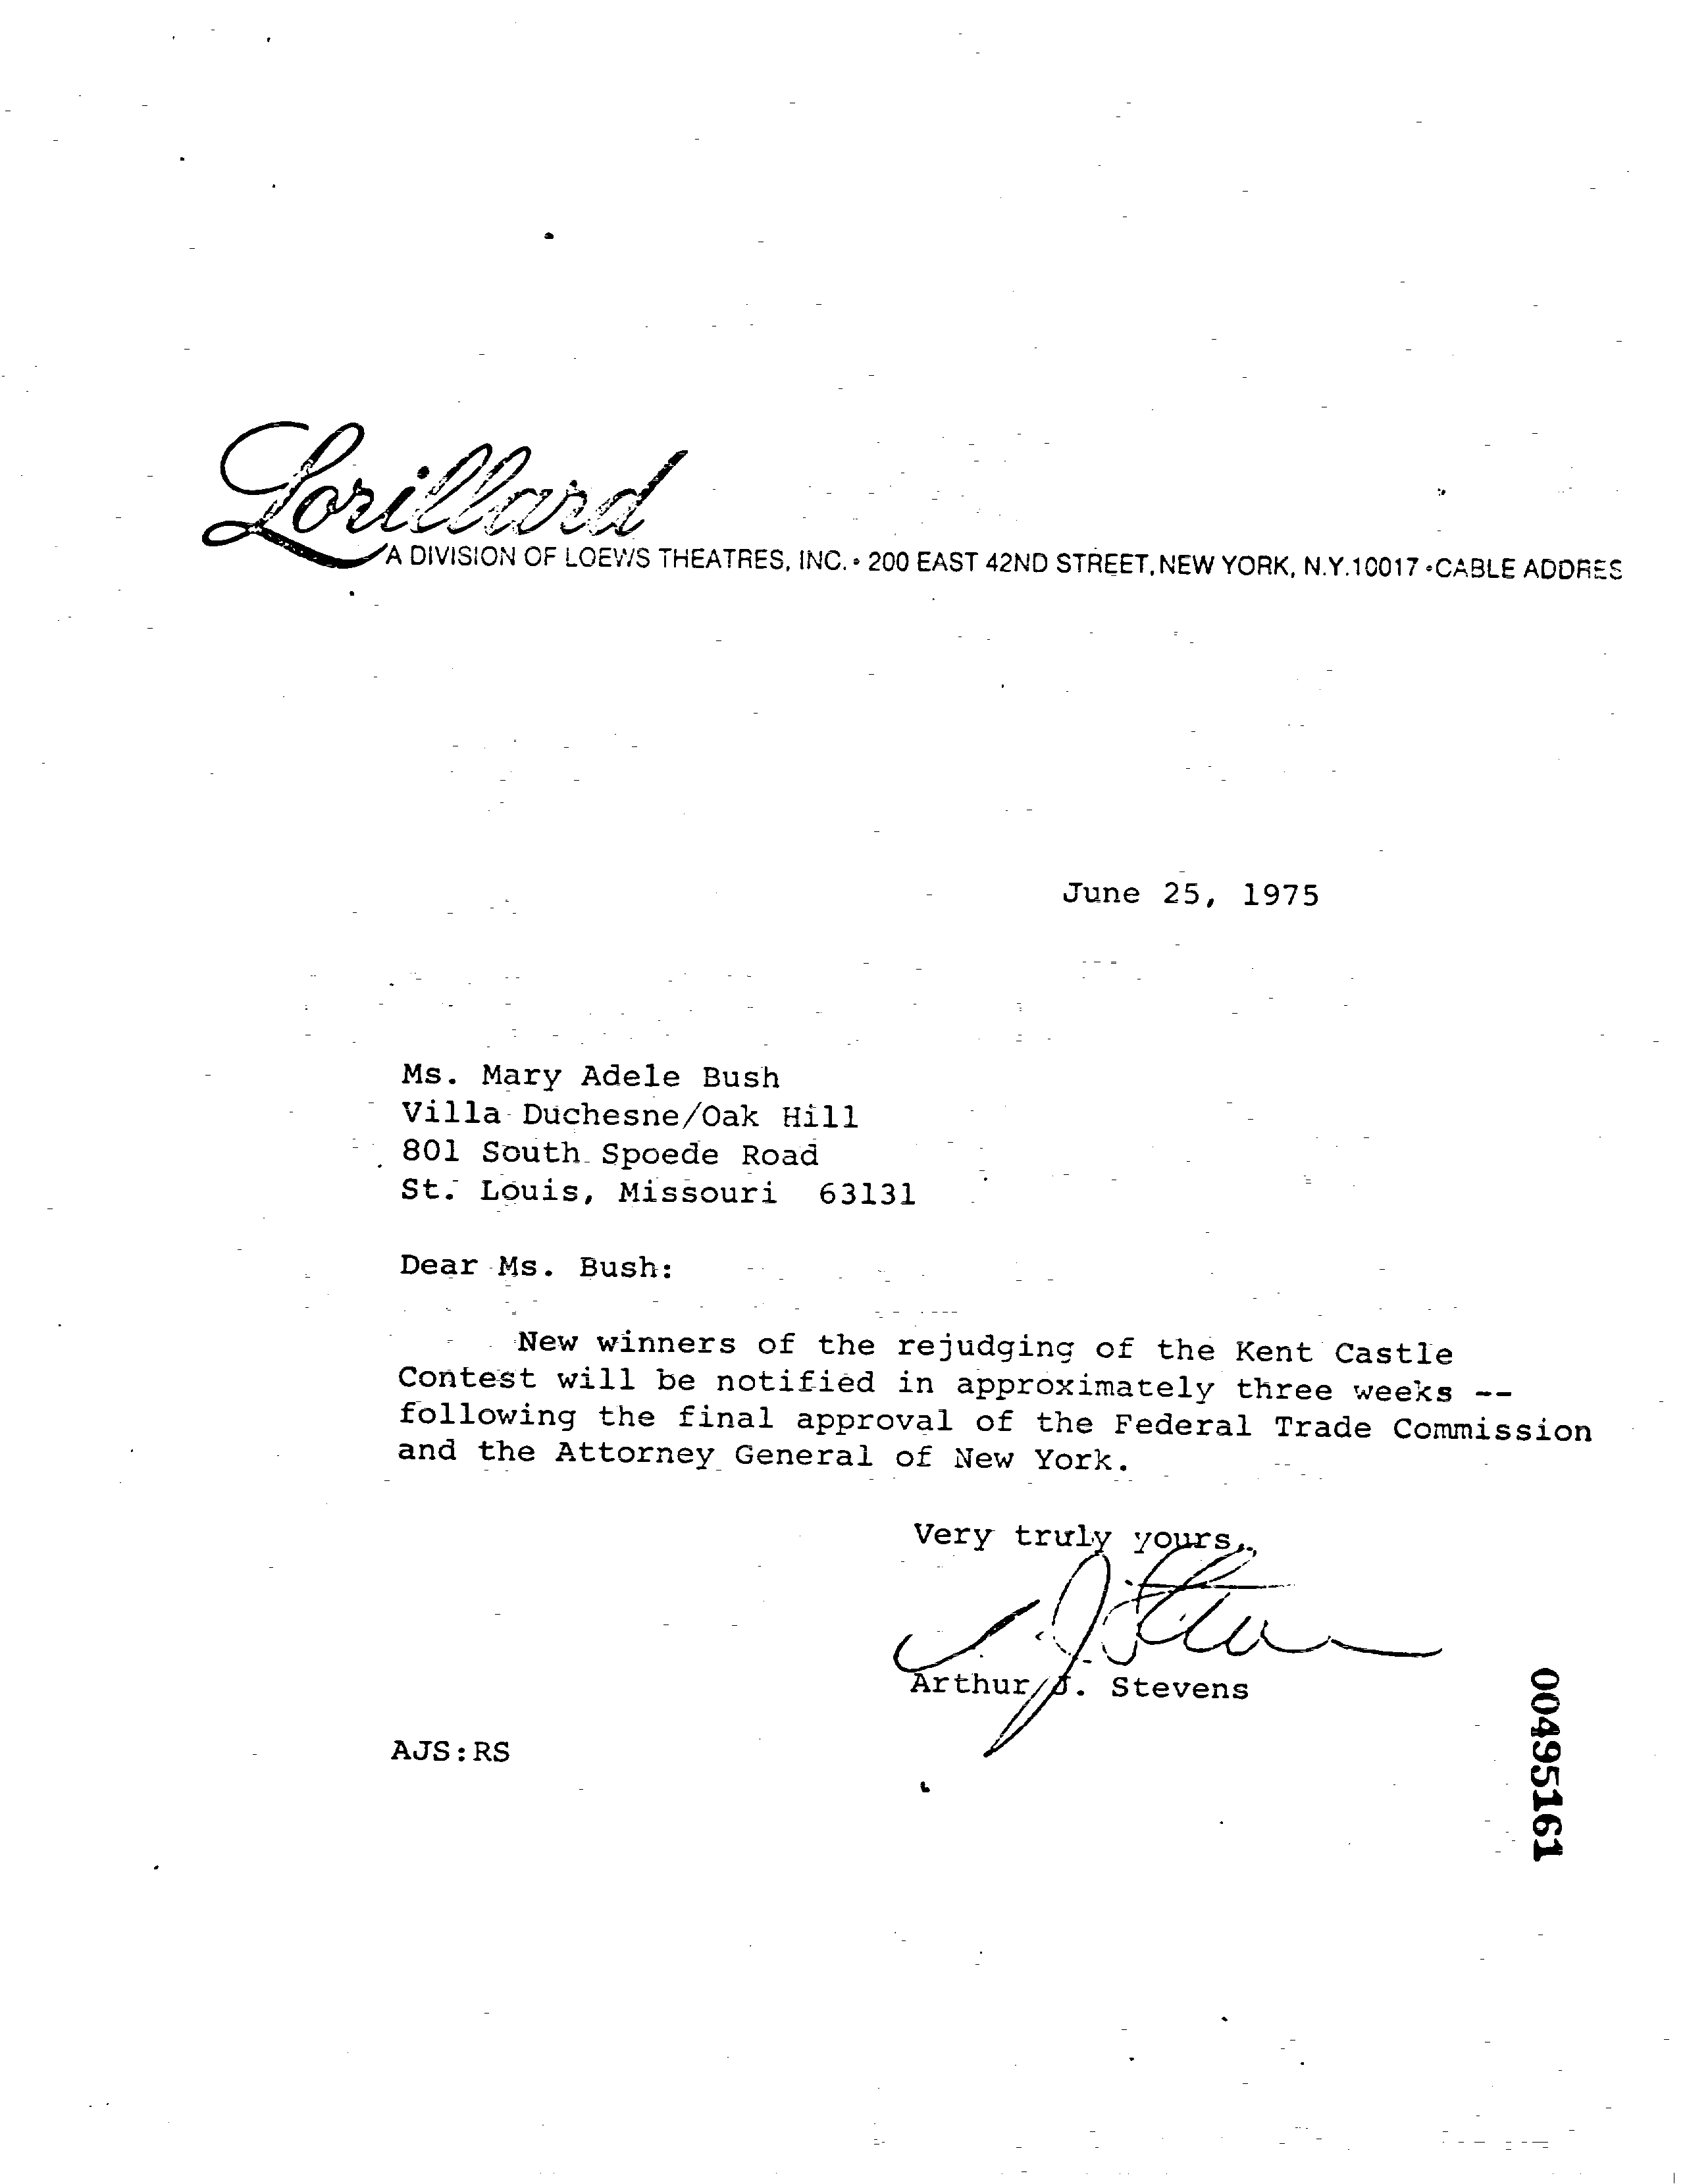 Lorillard
A DIVISION OF LOEWS THEATRES, INC. • 200 EAST 42ND STREET, NEW YORK, N.Y. 10017 • CABLE ADDRES
June 25, 1975
Ms. Mary Adele Bush
Villa Duchesne/Oak Hill
801 South Spoede Road
St. Louis, Missouri  63131
Dear Ms. Bush:
New winners of the rejudging of the Kent Castle
Contest will be notified in approximately three weeks --
following the final approval of the Federal Trade Commission
and the Attorney General of New York.
Very truly yours,
Arthur J. Stevens
AJS:RS
00495161